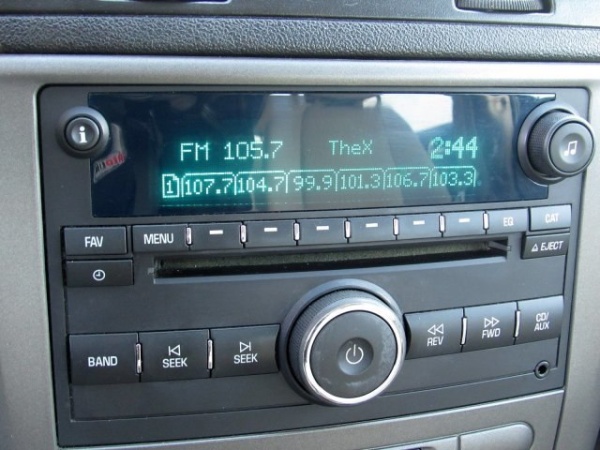 FM 105.7 TheX 2:44
1 107.7 104.7 99.9 101.3 106.7 103.3
i
FAV MENU EQ CAT
EJECT
BAND SEEK SEEK REV FWD CD/
AUX